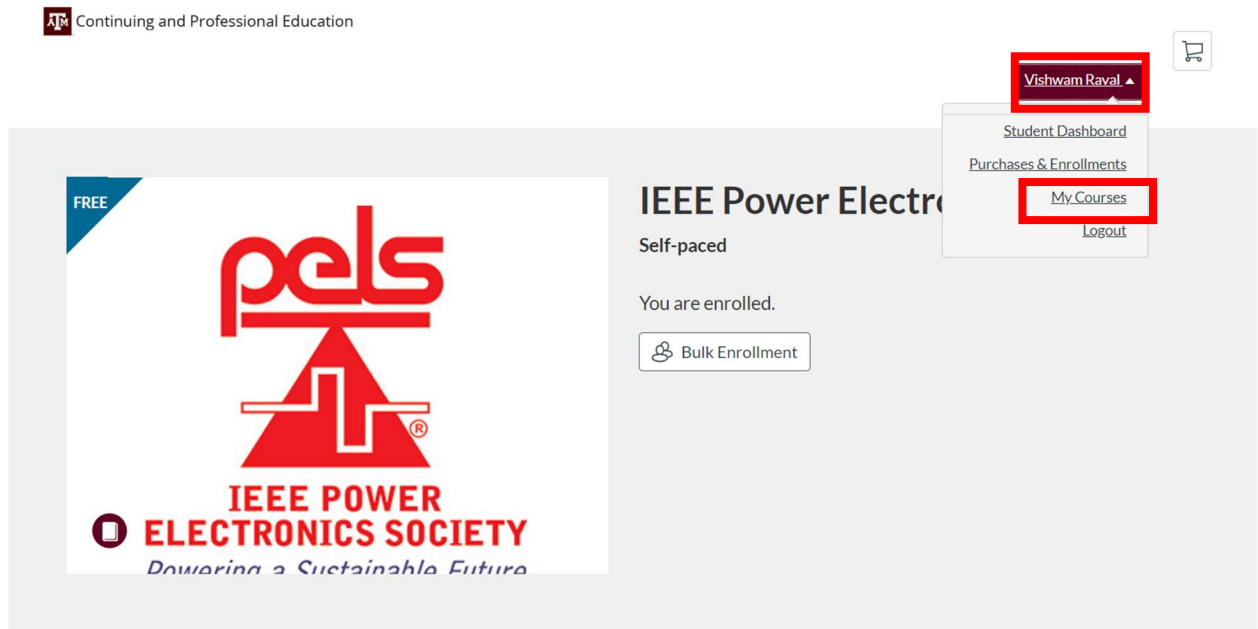 ATM Continuing and Professional Education
Vishwam Raval
Student Dashboard
Purchases & Enrollments
My Courses
Logout
FREE
pels
®
IEEE POWER
ELECTRONICS SOCIETY
Powering a Sustainable Future
IEEE Power Electro
Self-paced
You are enrolled.
Bulk Enrollment